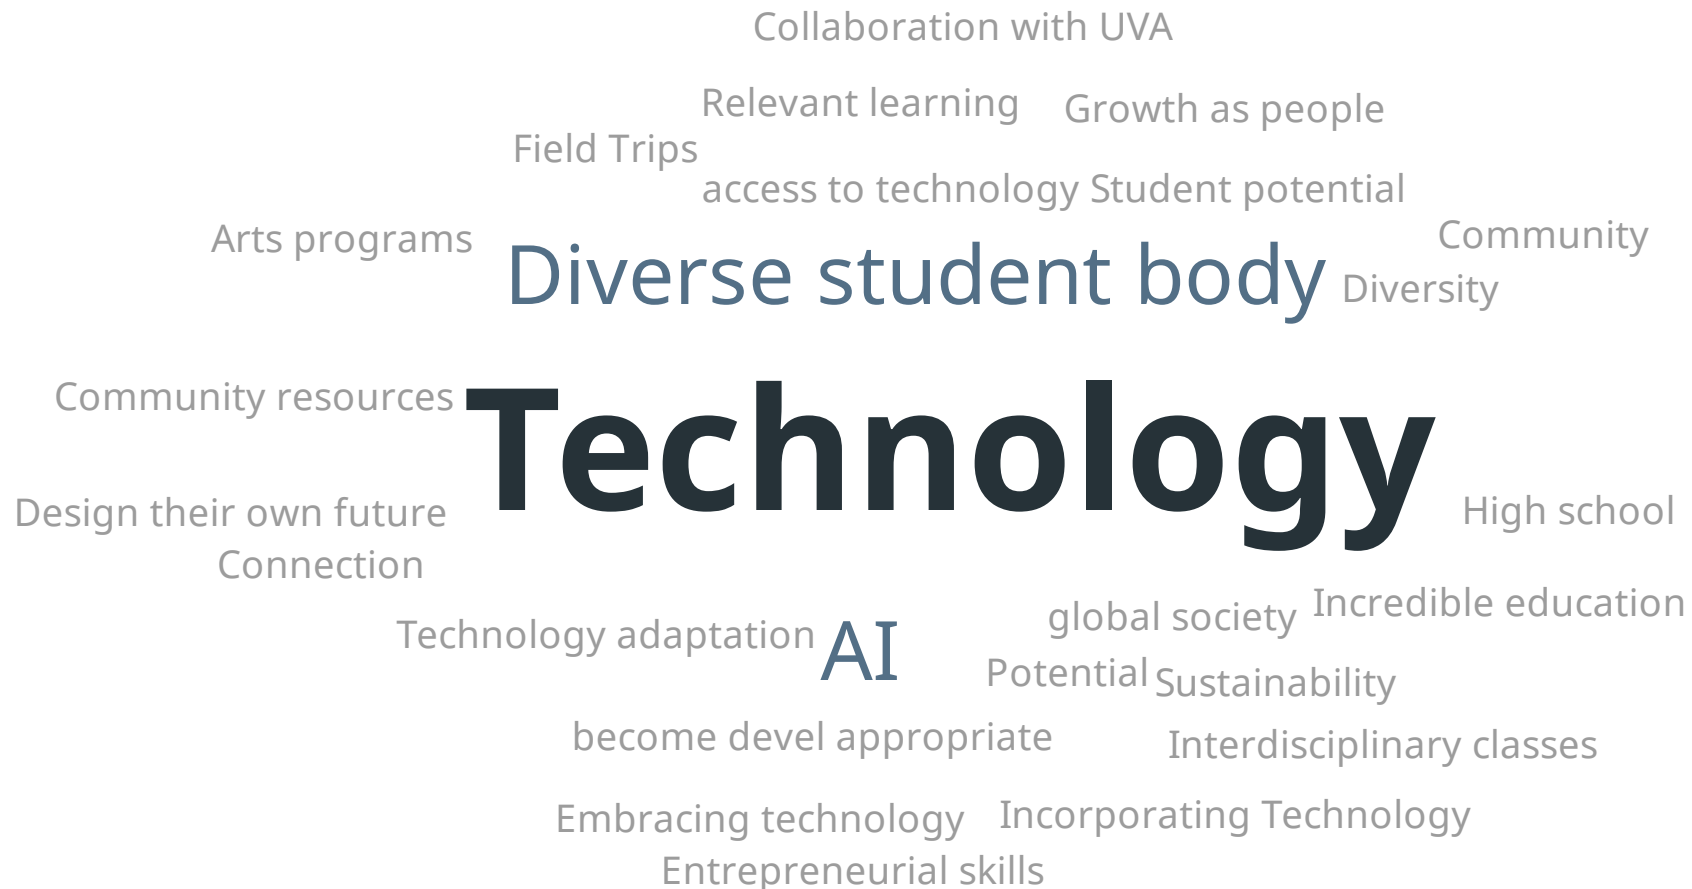 Collaboration with UVA
Relevant learning
Growth as people
Field Trips
access to technology
Student potential
Arts programs
Community
Diverse student body
Diversity
Community resources
Technology
Design their own future
High school
Connection
Technology adaptation
AI
global society
Incredible education
Potential
Sustainability
become devel appropriate
Interdisciplinary classes
Embracing technology
Incorporating Technology
Entrepreneurial skills